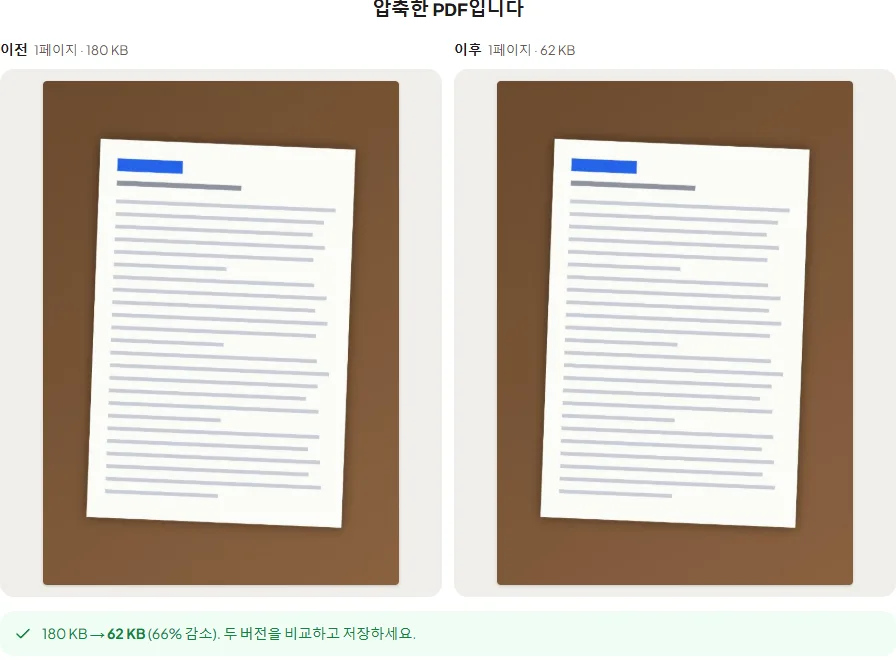 압축한 PDF입니다
이전 1페이지 · 180 KB
이후 1페이지 · 62 KB
180 KB → 62 KB (66% 감소). 두 버전을 비교하고 저장하세요.